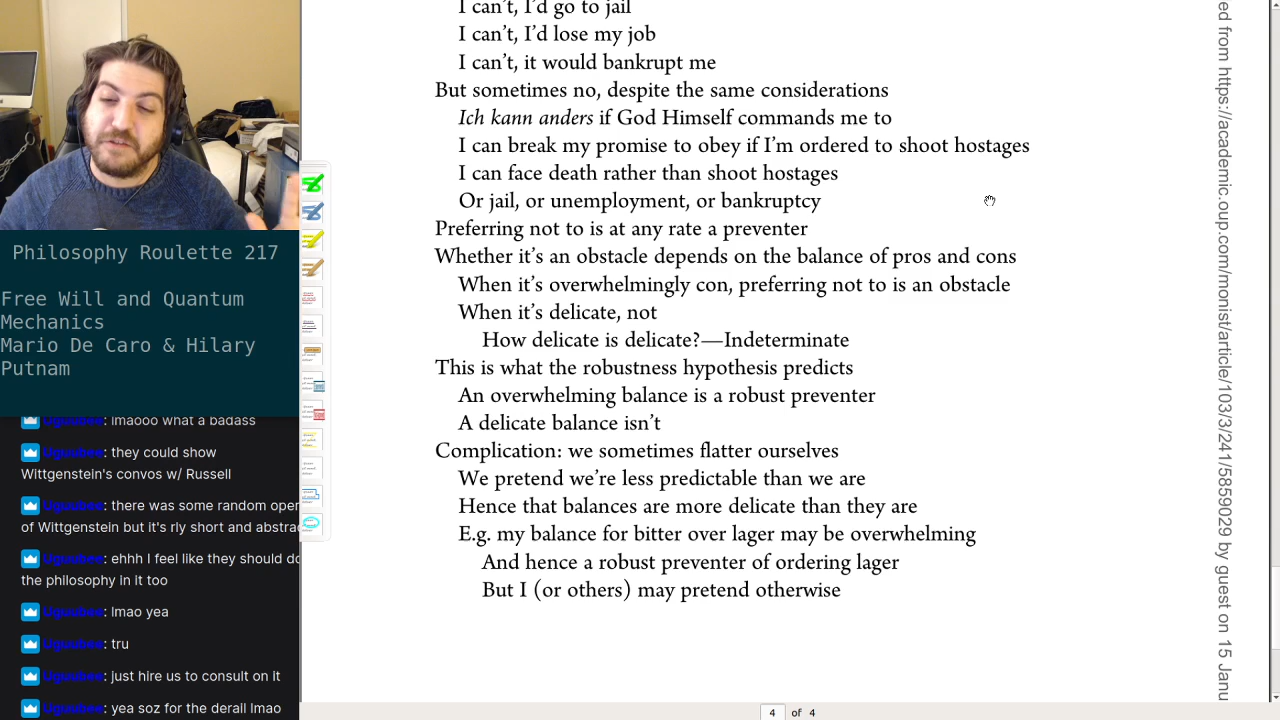 I can't, I'd go to jail
I can't, I'd lose my job
I can't, it would bankrupt me
But sometimes no, despite the same considerations
Ich kann anders if God Himself commands me to
I can break my promise to obey if I'm ordered to shoot hostages
I can face death rather than shoot hostages
Or jail, or unemployment, or bankruptcy
Preferring not to is at any rate a preventer
Whether it's an obstacle depends on the balance of pros and cons
When it's overwhelmingly con, preferring not to is an obstacle
When it's delicate, not
How delicate is delicate?—Indeterminate
This is what the robustness hypothesis predicts
An overwhelming balance is a robust preventer
A delicate balance isn't
Complication: we sometimes flatter ourselves
We pretend we're less predictable than we are
Hence that balances are more delicate than they are
E.g. my balance for bitter over lager may be overwhelming
And hence a robust preventer of ordering lager
But I (or others) may pretend otherwise
ed from https://academic.oup.com/monist/article/103/3/241/5859029 by guest on 15 Janu
4 of 4
Philosophy Roulette 217
Free Will and Quantum
Mechanics
Mario De Caro & Hilary
Putnam
: lmaooo what a badass
: they could show
Wittgenstein's convos w/ Russell
: there was some random oper
of Wittgenstein but it's rly short and abstra
: ehhh I feel like they should do
the philosophy in it too
: lmao yea
: tru
: just hire us to consult on it
: yea soz for the derall lmao